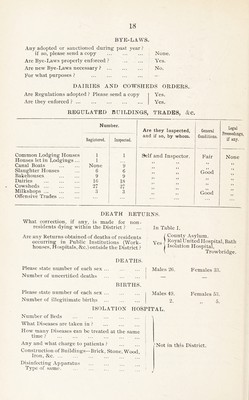 18
BYE-LAWS.
Any adopted or sanctioned during past year?
if so, please send a copy ... ... ... None.
Are Bye-Laws properly enforced? ... ... Yes.
Are new Bye-Laws necessary? ... ... No.
For what purposes? ... ... ...
DAIRIES AND COWSHEDS ORDERS.
Are Regulations adopted? Please send a copy Yes.
Are they enforced? ... ... ... ... Yes.
REGULATED BUILDINGS, TRADES, &c.
Number. Are they Inspected, and if so, by whom. General Conditions. Legal Proceedings, if any.
Registered. Inspected.
Common Lodging Houses 1 1 Self and Inspector. Fair None
Houses let in Lodgings ...
Canal Boats ... None 9
Slaughter Houses ... 6 6 Good
Bakehouses ... 9 9
Dairies ... 18 18
Cowsheds ... 27 27
Milkshops ... 3 3 Good
Offensive Trades ...
DEATH RETURNS.
What correction, if any, is made for non-
residents dying within the District? ... In Table I.
Are any Returns obtained of deaths of residents
occurring in Public Institutions (Work-
houses, Hospitals, &c.) outside the District?
Yes County Asylum.
Royal United Hospital, Bath
Isolation Hospital,
Trowbridge.
DEATHS.
Please state number of each sex ... ... Males 26. Females 35.
Number of uncertified deaths ... ...
BIRTHS.
Please state number of each sex ... ... Males 49. Females 55.
Number of illegitimate births ... ... 2. „ 5.
ISOLATION HOSPITAL.
Number of Beds ... ... ...
What Diseases are taken in? ... ...
How many Diseases can be treated at the same
time? ... ... ...
Any and what charge to patients? ... Not in this District.
Construction of Buildings—Brick, Stone, Wood,
Iron, &c. ... ... ...
Disinfecting Apparatus ... ... ...
Type of same.